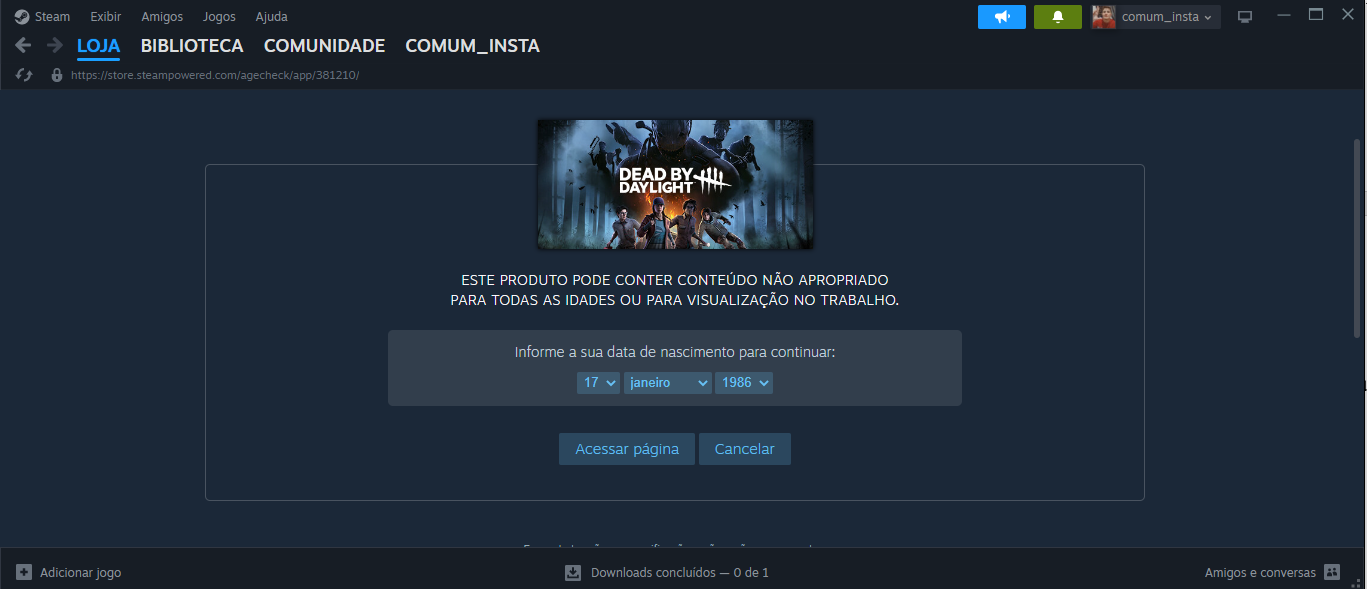 Steam Exibir Amigos Jogos Ajuda comum_insta
LOJA BIBLIOTECA COMUNIDADE COMUM_INSTA
https://store.steampowered.com/agecheck/app/381210/
DEAD BY
DAYLIGHT
ESTE PRODUTO PODE CONTER CONTEÚDO NÃO APROPRIADO
PARA TODAS AS IDADES OU PARA VISUALIZAÇÃO NO TRABALHO.
Informe a sua data de nascimento para continuar:
17 janeiro 1986
Acessar página Cancelar
Adicionar jogo Downloads concluídos — 0 de 1 Amigos e conversas